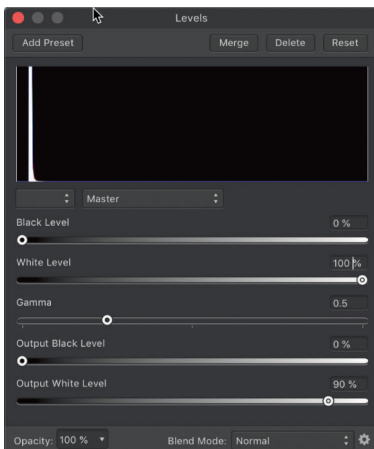 Levels
Add Preset Merge Delete Reset
Master
Black Level 0 %
White Level 100 %
Gamma 0.5
Output Black Level 0 %
Output White Level 90 %
Opacity: 100 % Blend Mode: Normal